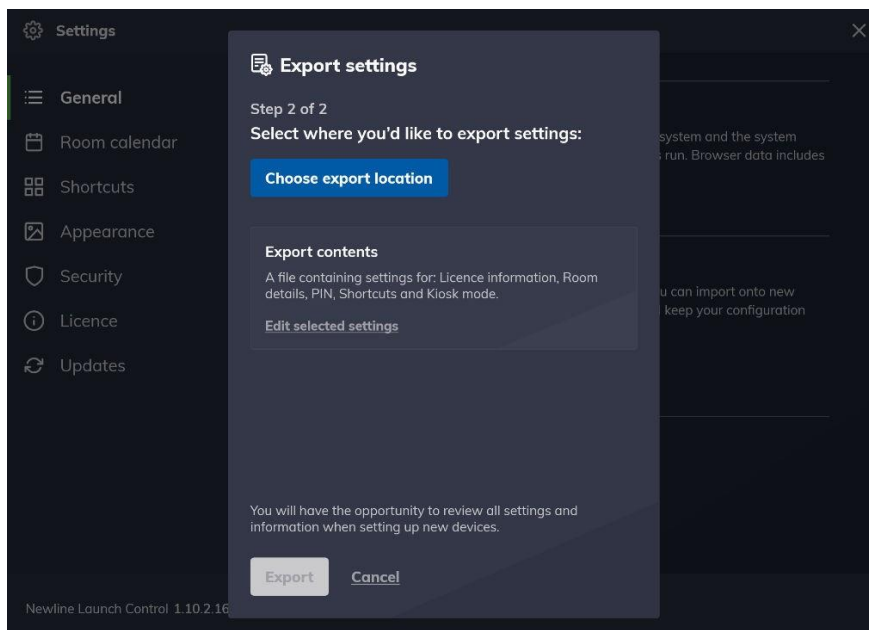 Settings
General
Room calendar
Shortcuts
Appearance
Security
Licence
Updates
Newline Launch Control 1.10.2.16
Export settings
Step 2 of 2
Select where you'd like to export settings:
Choose export location
Export contents
A file containing settings for: Licence information, Room
details, PIN, Shortcuts and Kiosk mode.
Edit selected settings
You will have the opportunity to review all settings and
information when setting up new devices.
Export
Cancel
system and the system
run. Browser data includes
u can import onto new
keep your configuration